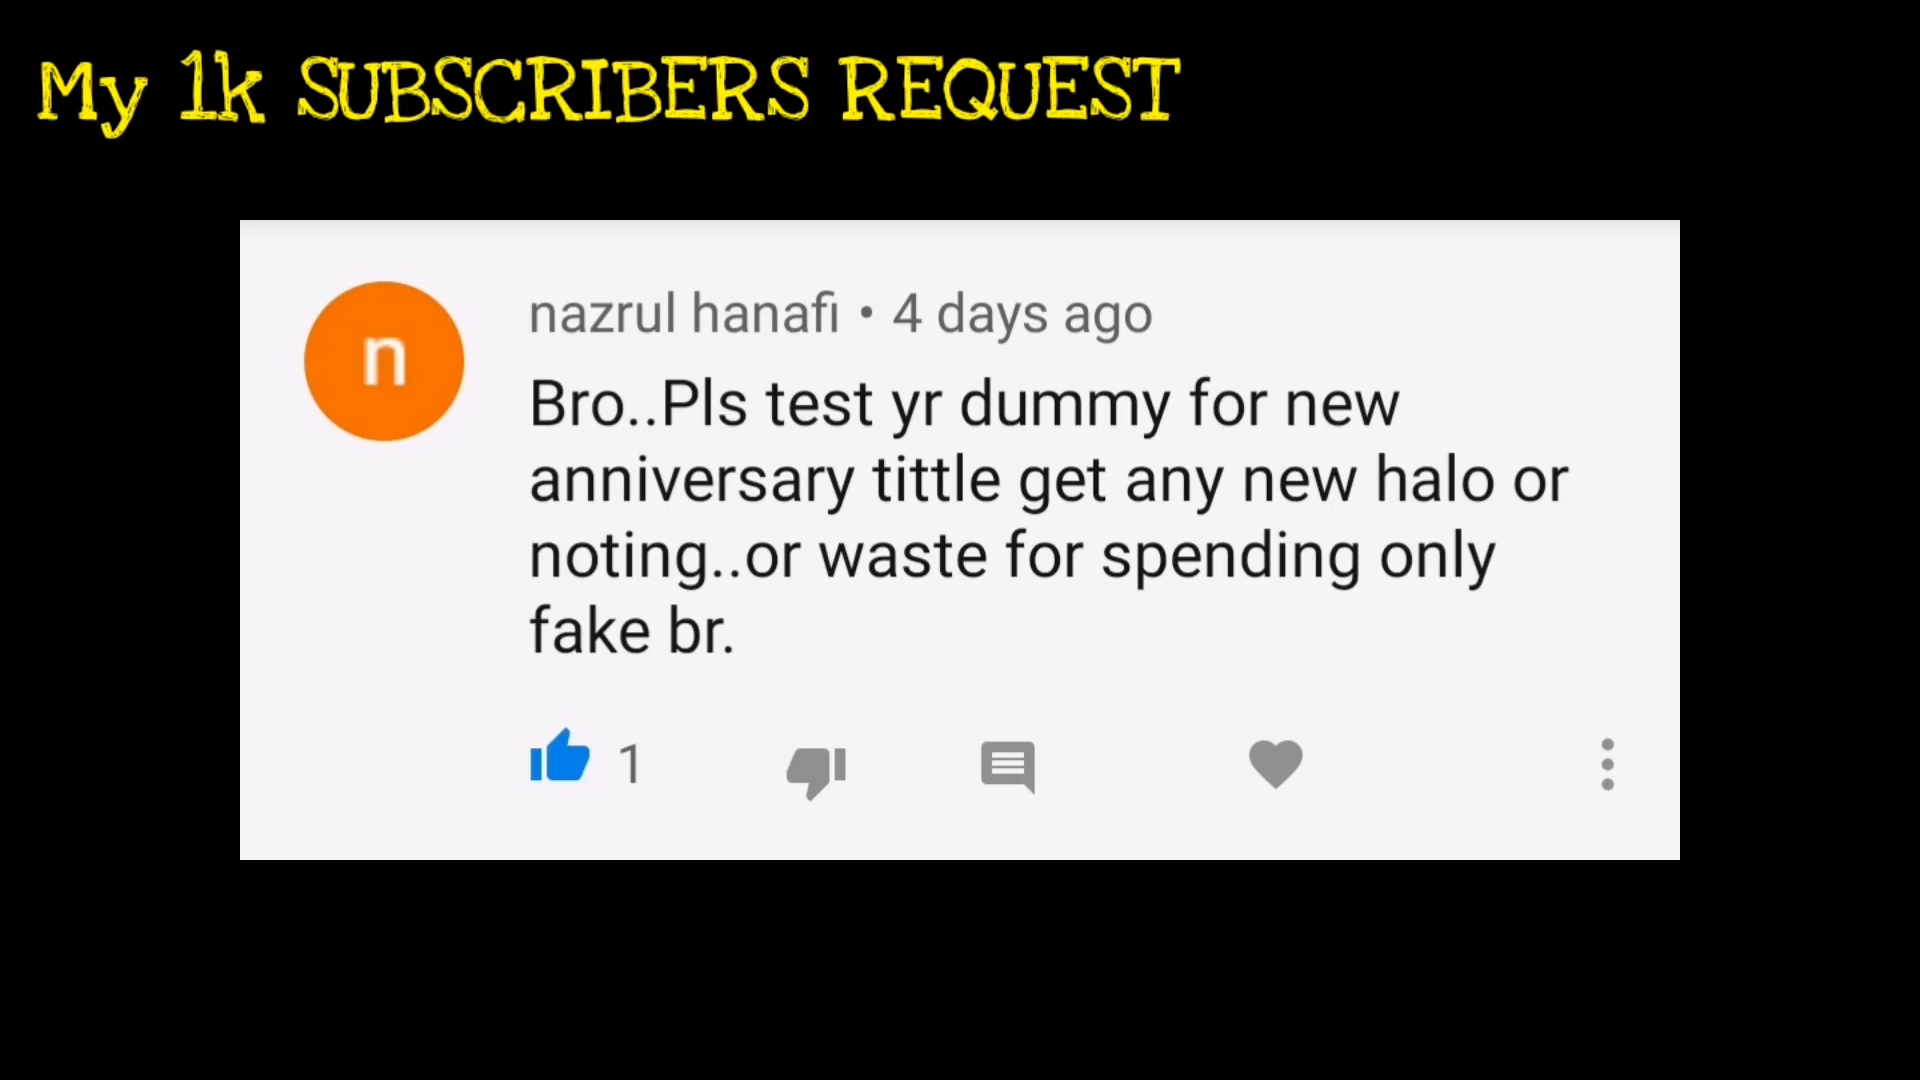 My 1k SUBSCRIBERS REQUEST
n
nazrul hanafi • 4 days ago
Bro..Pls test yr dummy for new
anniversary tittle get any new halo or
noting..or waste for spending only
fake br.
1